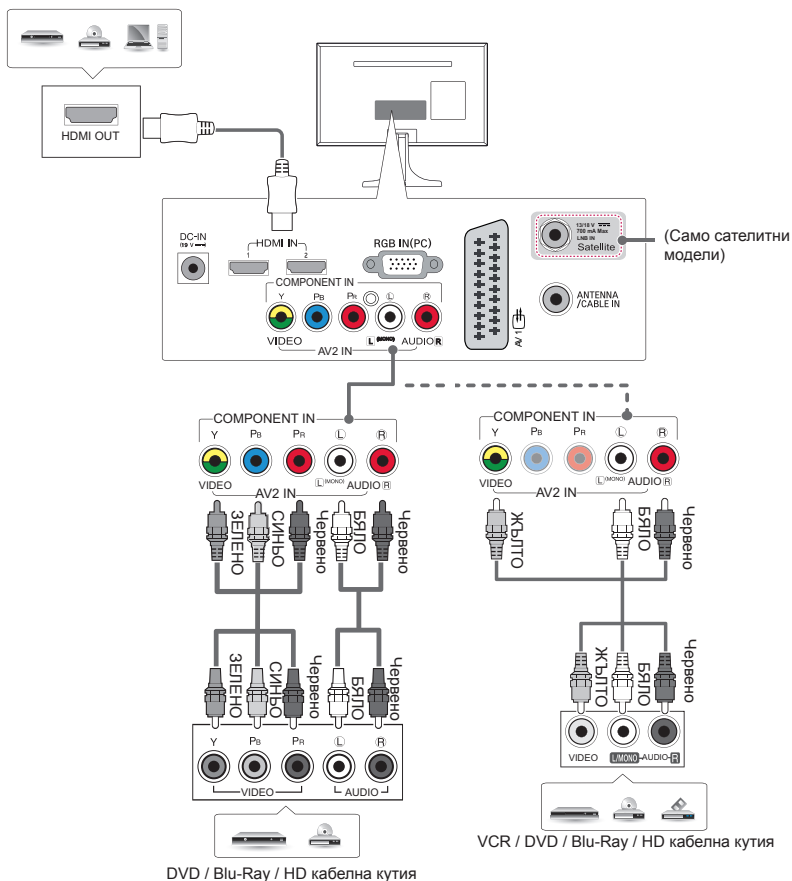 HDMI OUT
DC-IN
(19 V ⎓)
HDMI IN
1 2
RGB IN(PC)
13/18 V ⎓
700 mA Max
LNB IN
Satellite
(Само сателитни
модели)
COMPONENT IN
Y PB PR L R
VIDEO L (MONO) AUDIO R
AV2 IN
AV 1
ANTENNA
/CABLE IN
COMPONENT IN
Y PB PR L R
VIDEO L (MONO) AUDIO R
AV2 IN
ЗЕЛЕНО
СИНЬО
Червено
БЯЛО
Червено
ЗЕЛЕНО
СИНЬО
Червено
БЯЛО
Червено
Y PB PR L R
VIDEO AUDIO
DVD / Blu-Ray / HD кабелна кутия
COMPONENT IN
Y PB PR L R
VIDEO L (MONO) AUDIO R
AV2 IN
ЖЪЛТО
БЯЛО
Червено
ЖЪЛТО
БЯЛО
Червено
VIDEO L/MONO AUDIO R
VCR / DVD / Blu-Ray / HD кабелна кутия